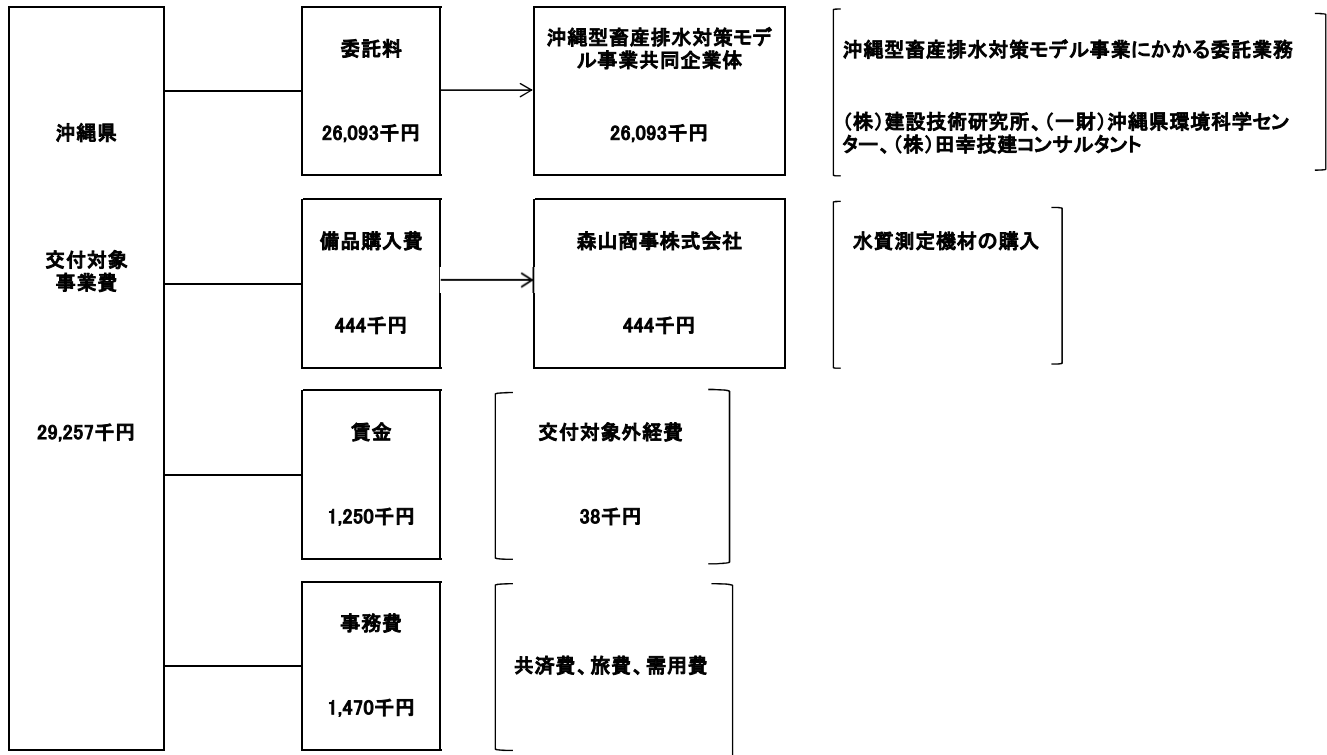 沖縄県
交付対象
事業費
29,257千円
委託料
26,093千円
沖縄型畜産排水対策モデ
ル事業共同企業体
26,093千円
沖縄型畜産排水対策モデル事業にかかる委託業務
(株)建設技術研究所、(一財)沖縄県環境科学セン
ター、(株)田幸技建コンサルタント
備品購入費
444千円
森山商事株式会社
444千円
水質測定機材の購入
賃金
1,250千円
交付対象外経費
38千円
事務費
1,470千円
共済費、旅費、需用費